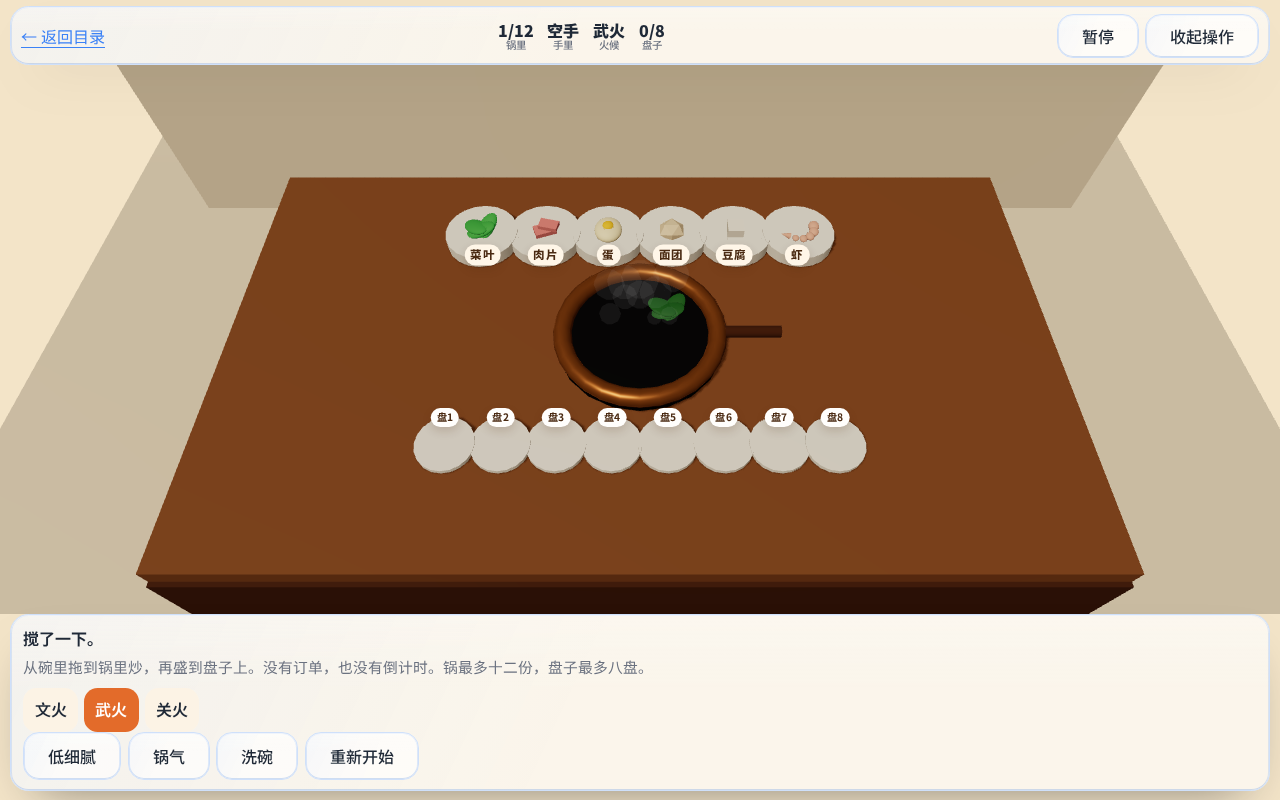 ← 返回目录
1/12 空手 武火 0/8
锅里 手里 火候 盘子
暂停 收起操作
菜叶 肉片 蛋 面团 豆腐 虾
盘1 盘2 盘3 盘4 盘5 盘6 盘7 盘8
搅了一下。
从碗里拖到锅里炒，再盛到盘子上。没有订单，也没有倒计时。锅最多十二份，盘子最多八盘。
文火 武火 关火
低细腻 锅气 洗碗 重新开始